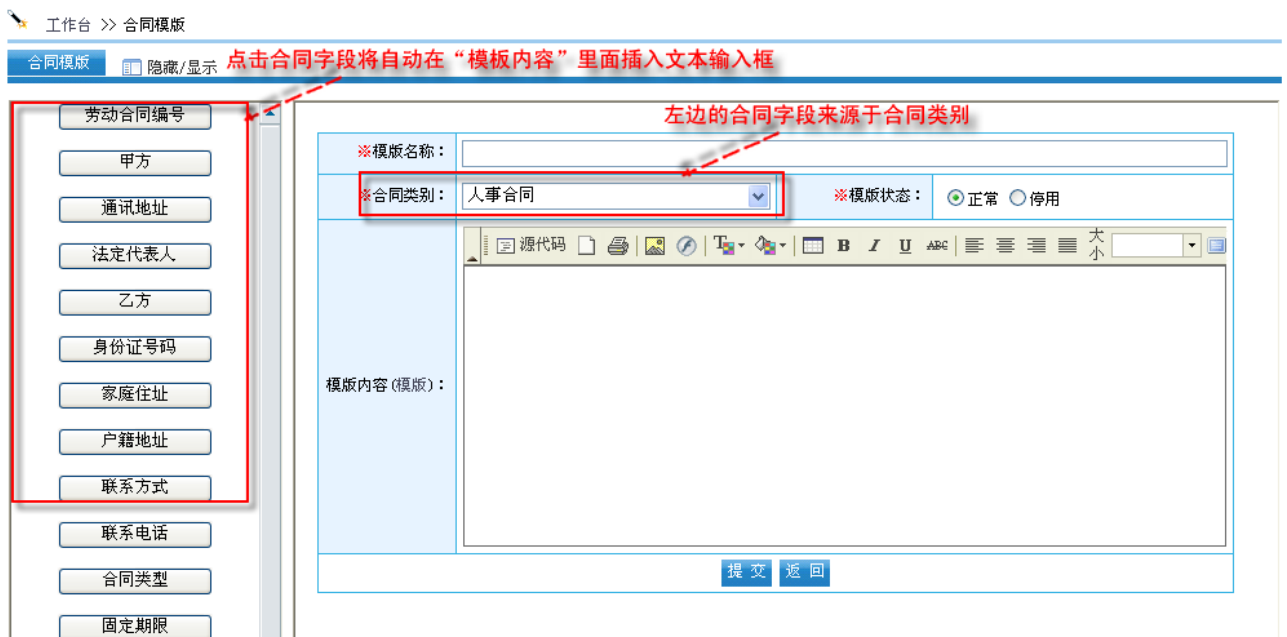 工作台 >> 合同模版
合同模版 隐藏/显示 点击合同字段将自动在“模板内容”里面插入文本输入框
左边的合同字段来源于合同类别
劳动合同编号
甲方
通讯地址
法定代表人
乙方
身份证号码
家庭住址
户籍地址
联系方式
联系电话
合同类型
固定期限
※模版名称：
※合同类别： 人事合同 ※模版状态： 正常 停用
源代码 B I U ABC 大小
模版内容(模版)：
提 交 返 回